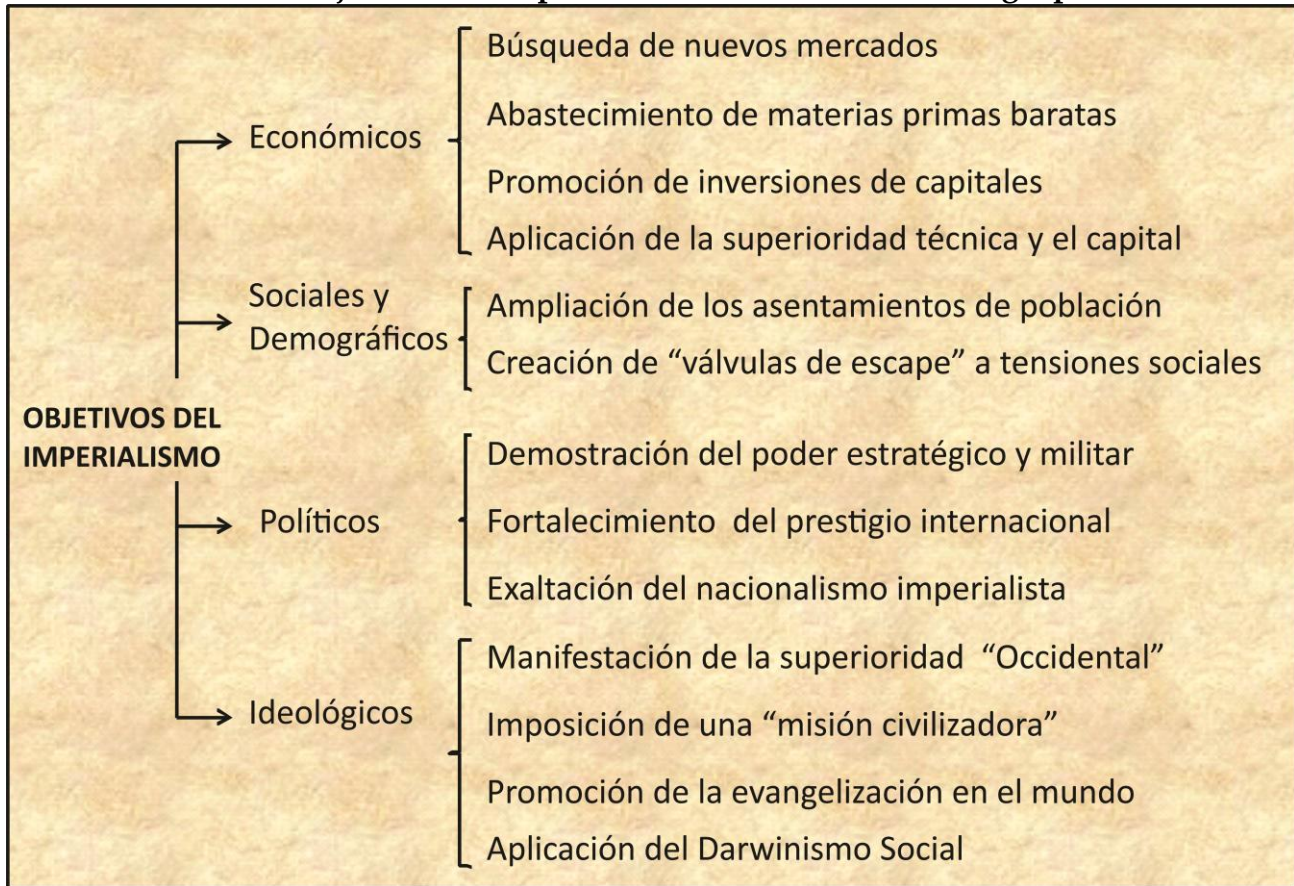 Económicos
Búsqueda de nuevos mercados
Abastecimiento de materias primas baratas
Promoción de inversiones de capitales
Aplicación de la superioridad técnica y el capital
Sociales y
Demográficos
Ampliación de los asentamientos de población
Creación de “válvulas de escape” a tensiones sociales
OBJETIVOS DEL
IMPERIALISMO
Políticos
Demostración del poder estratégico y militar
Fortalecimiento del prestigio internacional
Exaltación del nacionalismo imperialista
Ideológicos
Manifestación de la superioridad “Occidental”
Imposición de una “misión civilizadora”
Promoción de la evangelización en el mundo
Aplicación del Darwinismo Social